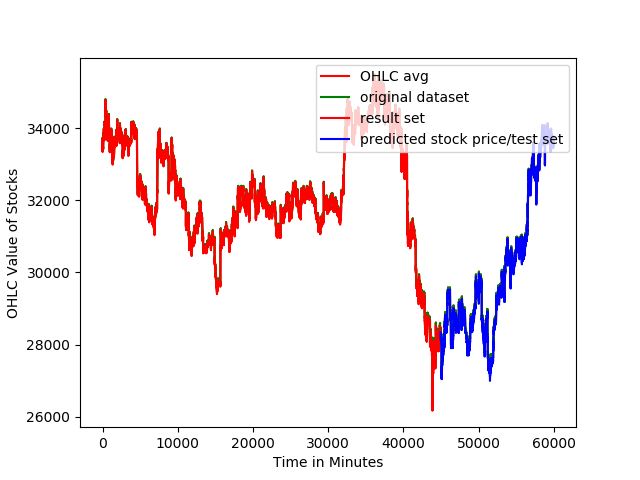 OHLC avg
original dataset
result set
predicted stock price/test set
OHLC Value of Stocks
34000
32000
30000
28000
26000
0 10000 20000 30000 40000 50000 60000
Time in Minutes